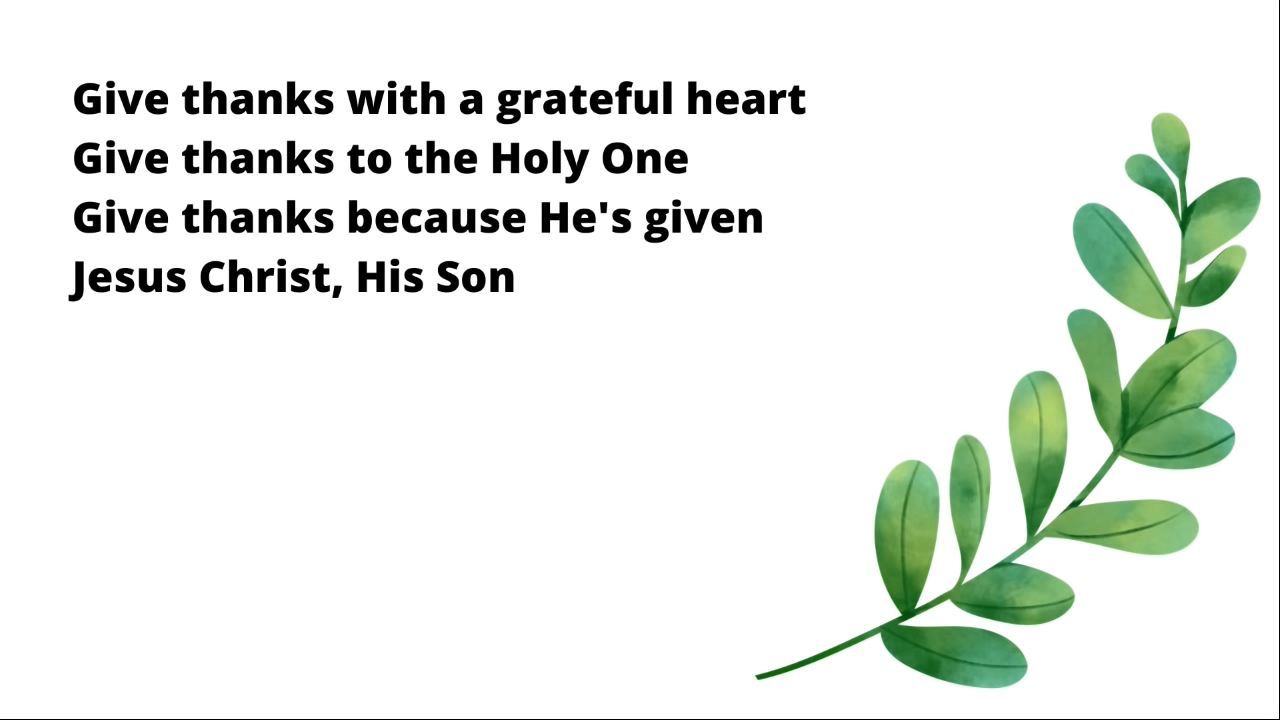 Give thanks with a grateful heart
Give thanks to the Holy One
Give thanks because He's given
Jesus Christ, His Son